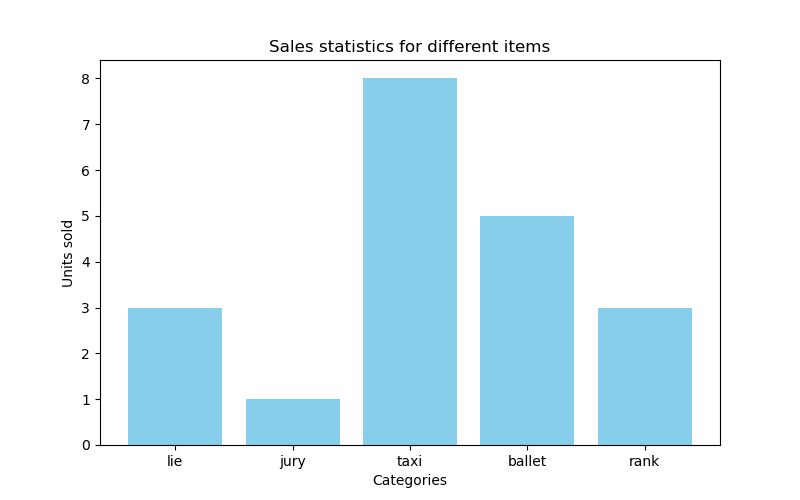 Sales statistics for different items
8
7
6
5
4
3
2
1
0
Units sold
lie jury taxi ballet rank
Categories